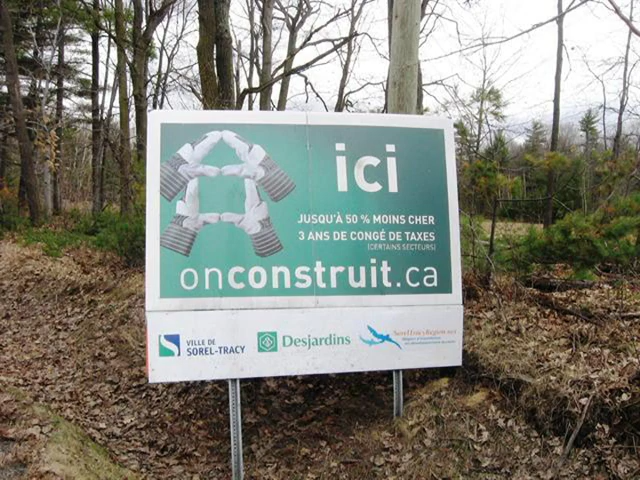 ici
JUSQU'À 50 % MOINS CHER
3 ANS DE CONGÉ DE TAXES
(CERTAINS SECTEURS)
onconstruit.ca
VILLE DE
SOREL-TRACY
Desjardins
SorelTracyRegion.net